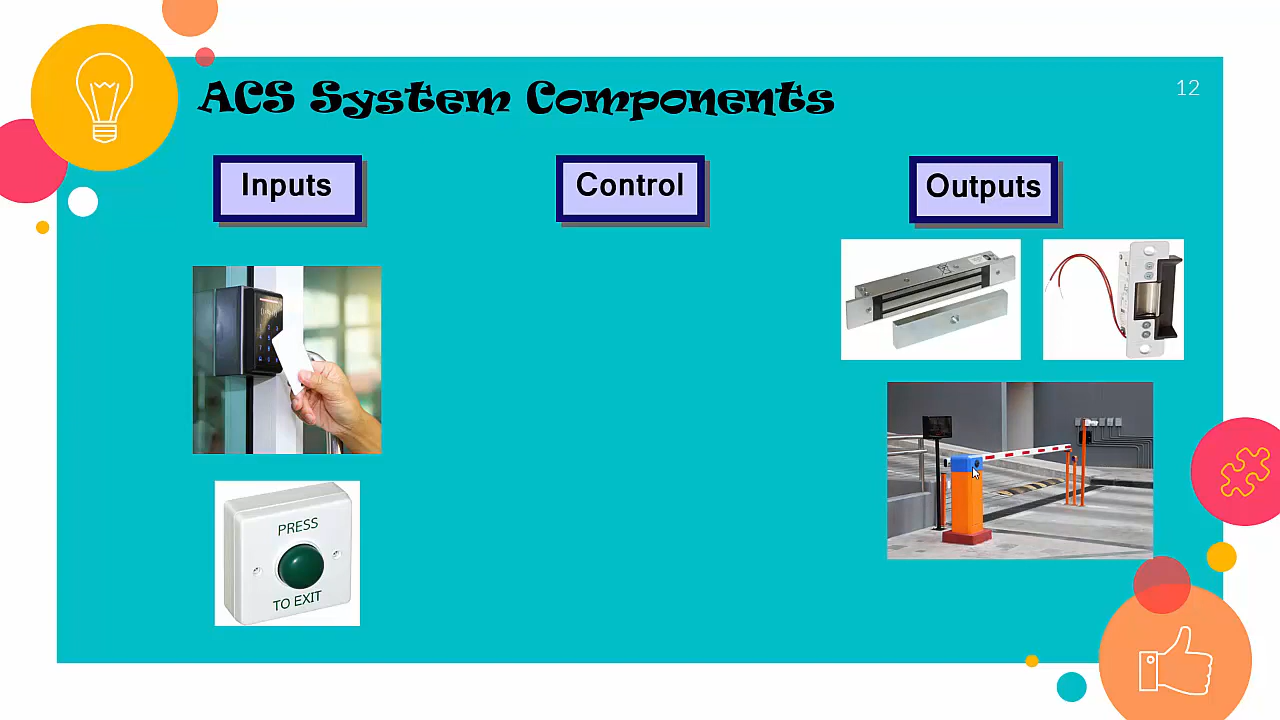 ACS System Components
12
Inputs
Control
Outputs
PRESS
TO EXIT